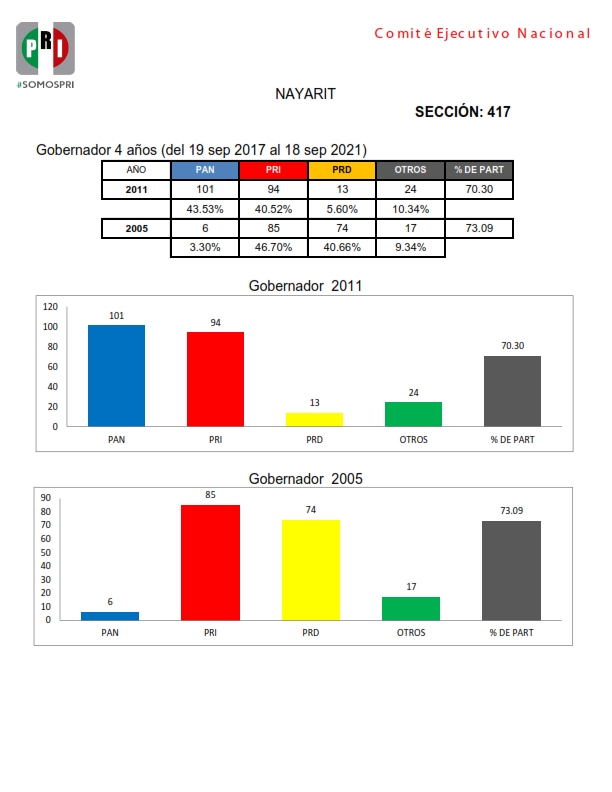 Comité Ejecutivo Nacional
PRI
#SOMOSPRI
NAYARIT
SECCIÓN: 417
Gobernador 4 años (del 19 sep 2017 al 18 sep 2021)
AÑO PAN PRI PRD OTROS % DE PART
2011 101 94 13 24 70.30
43.53% 40.52% 5.60% 10.34%
2005 6 85 74 17 73.09
3.30% 46.70% 40.66% 9.34%
Gobernador 2011
120
100
80
60
40
20
0
101 94 13 24 70.30
PAN PRI PRD OTROS % DE PART
Gobernador 2005
90
80
70
60
50
40
30
20
10
0
6 85 74 17 73.09
PAN PRI PRD OTROS % DE PART